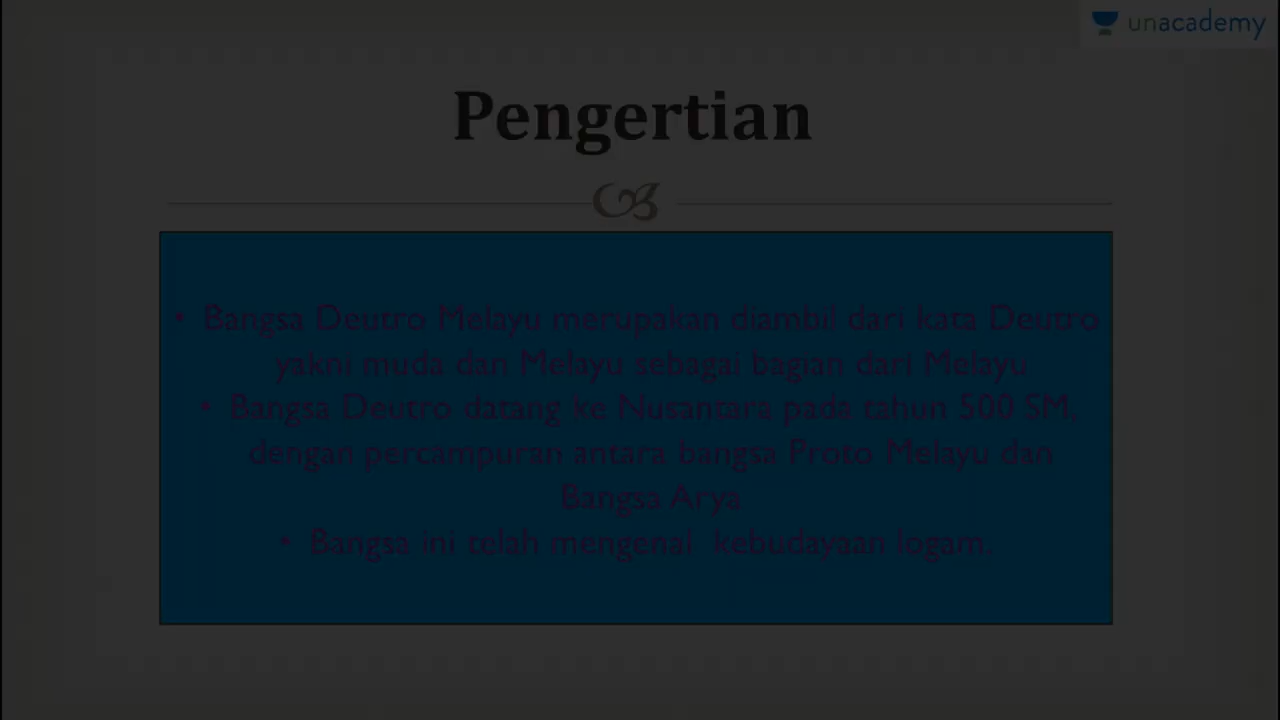 unacademy
Pengertian
• Bangsa Deutro Melayu merupakan diambil dari kata Deutro
yakni muda dan Melayu sebagai bagian dari Melayu
• Bangsa Deutro datang ke Nusantara pada tahun 500 SM,
dengan percampuran antara bangsa Proto Melayu dan
Bangsa Arya
• Bangsa ini telah mengenal kebudayaan logam.